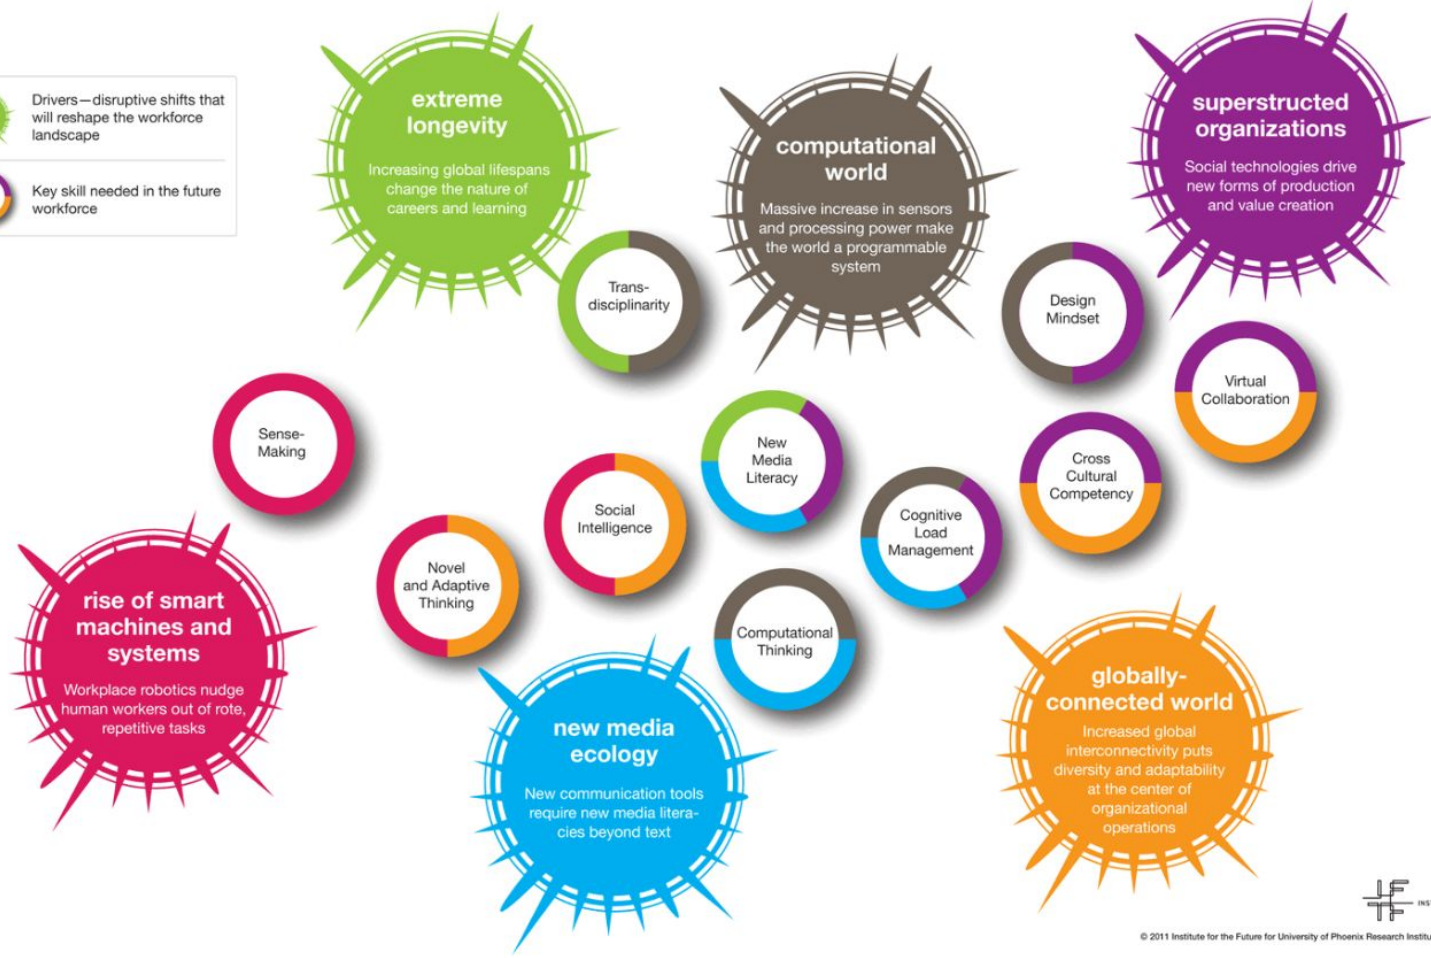 Drivers—disruptive shifts that
will reshape the workforce
landscape
Key skill needed in the future
workforce
extreme
longevity
Increasing global lifespans
change the nature of
careers and learning
computational
world
Massive increase in sensors
and processing power make
the world a programmable
system
superstructed
organizations
Social technologies drive
new forms of production
and value creation
Trans-
disciplinarity
Design
Mindset
Virtual
Collaboration
Sense-
Making
New
Media
Literacy
Cross
Cultural
Competency
Social
Intelligence
Cognitive
Load
Management
Novel
and Adaptive
Thinking
Computational
Thinking
rise of smart
machines and
systems
Workplace robotics nudge
human workers out of rote,
repetitive tasks
new media
ecology
New communication tools
require new media litera-
cies beyond text
globally-
connected world
Increased global
interconnectivity puts
diversity and adaptability
at the center of
organizational
operations
IFTF
INST
© 2011 Institute for the Future for University of Phoenix Research Institu